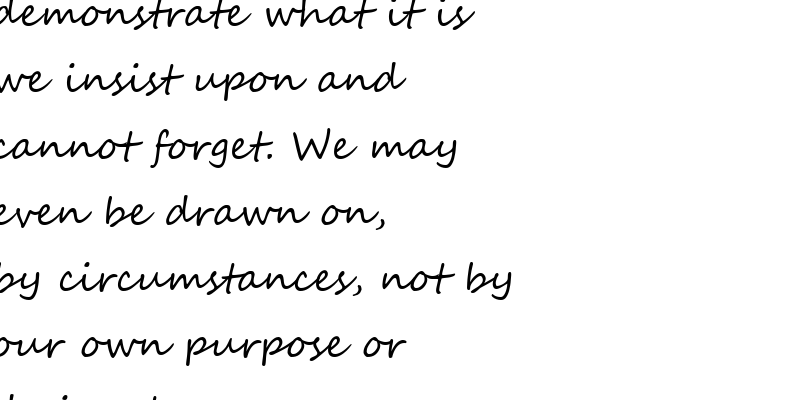 demonstrate what it is
we insist upon and
cannot forget. We may
even be drawn on,
by circumstances, not by
our own purpose or